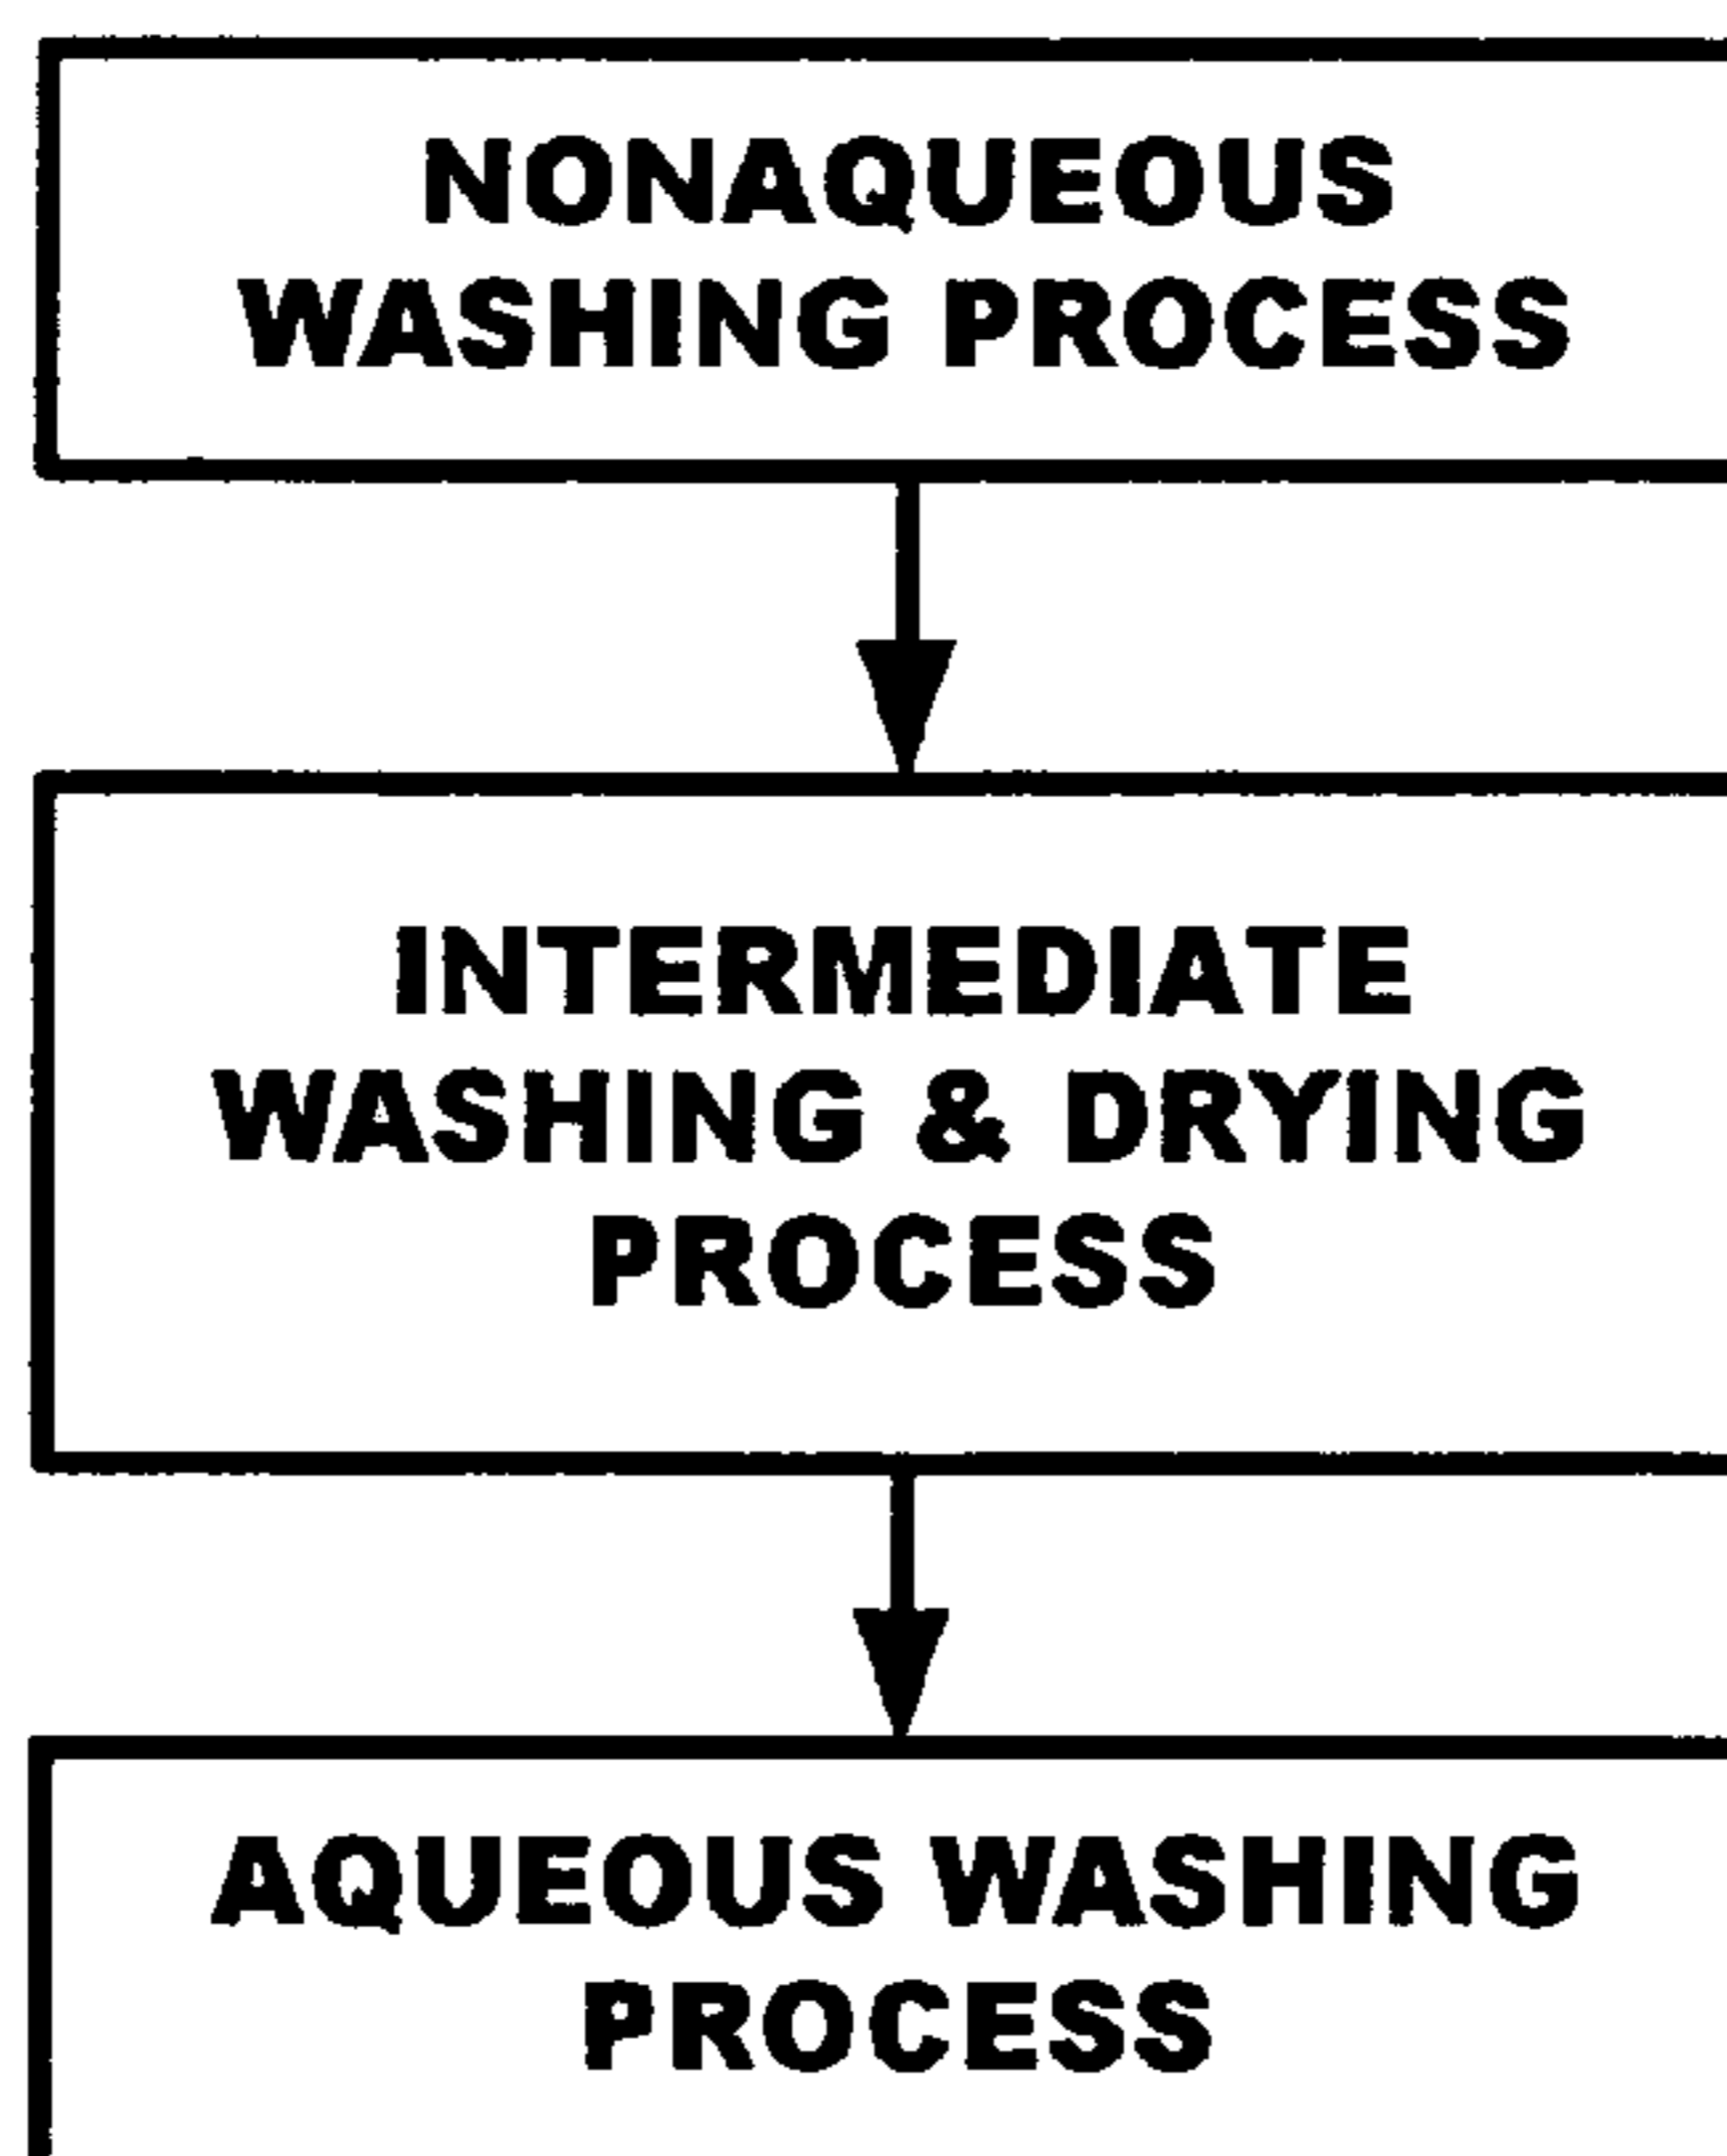 NONAQUEOUS
WASHING PROCESS
INTERMEDIATE
WASHING & DRYING
PROCESS
AQUEOUS WASHING
PROCESS